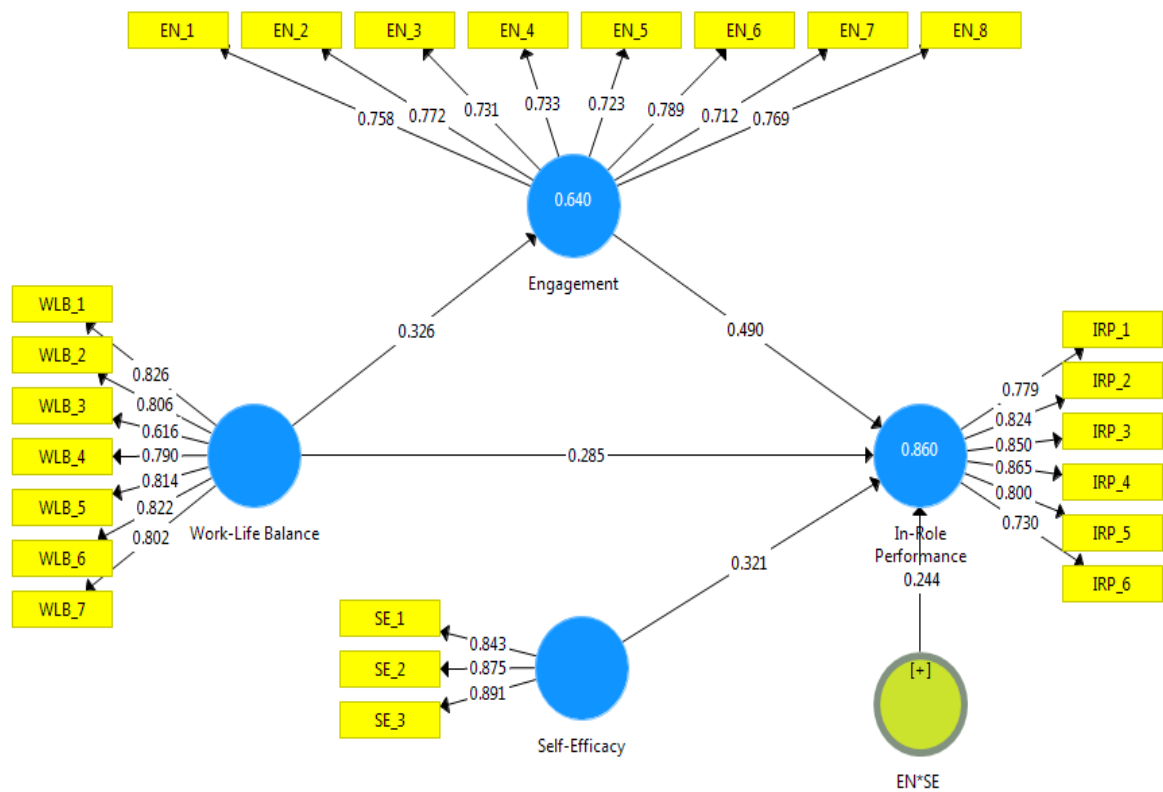 EN_1 EN_2 EN_3 EN_4 EN_5 EN_6 EN_7 EN_8
0.758 0.772 0.731 0.733 0.723 0.789 0.712 0.769
0.640
Engagement
0.326
0.490
WLB_1
WLB_2
WLB_3
WLB_4
WLB_5
WLB_6
WLB_7
0.826
0.806
0.616
0.790
0.814
0.822
0.802
Work-Life Balance
0.285
0.860
In-Role
Performance
0.779
0.824
0.850
0.865
0.800
0.730
IRP_1
IRP_2
IRP_3
IRP_4
IRP_5
IRP_6
0.321
0.244
SE_1
SE_2
SE_3
0.843
0.875
0.891
Self-Efficacy
[+]
EN*SE